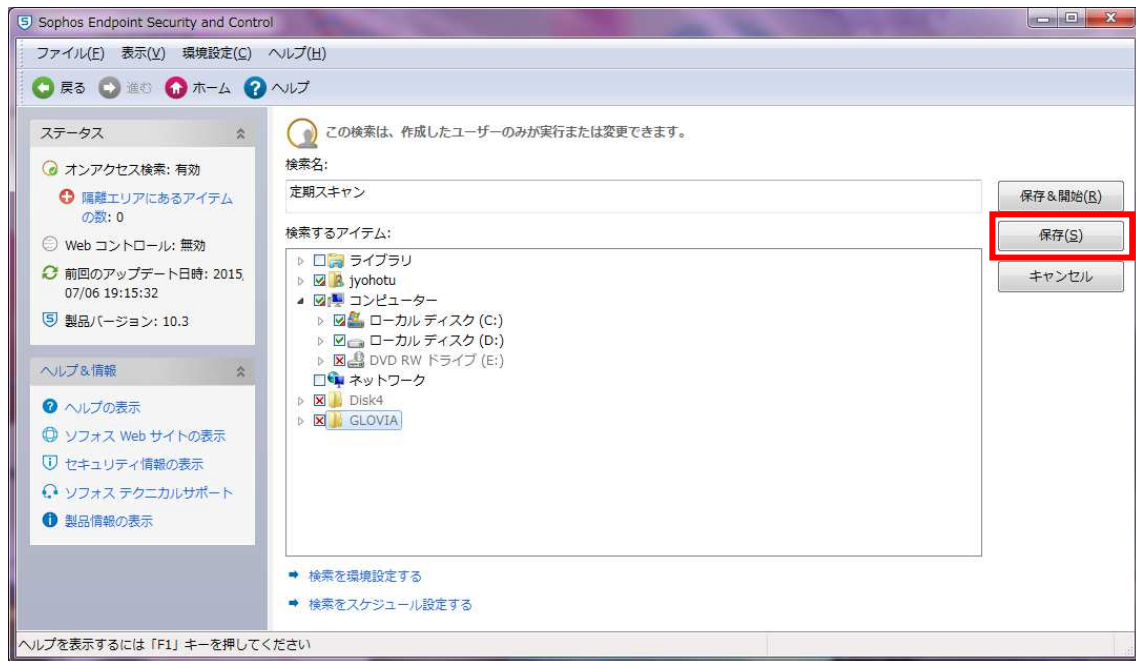 Sophos Endpoint Security and Control
ファイル(F) 表示(V) 環境設定(C) ヘルプ(H)
戻る 進む ホーム ヘルプ
ステータス
オンアクセス検索: 有効
隔離エリアにあるアイテム
の数: 0
Web コントロール: 無効
前回のアップデート日時: 2015/
07/06 19:15:32
製品バージョン: 10.3
ヘルプ&情報
ヘルプの表示
ソフォス Web サイトの表示
セキュリティ情報の表示
ソフォス テクニカルサポート
製品情報の表示
この検索は、作成したユーザーのみが実行または変更できます。
検索名:
定期スキャン
検索するアイテム:
ライブラリ
jyohotu
コンピューター
ローカル ディスク (C:)
ローカル ディスク (D:)
DVD RW ドライブ (E:)
ネットワーク
Disk4
GLOVIA
保存&開始(R)
保存(S)
キャンセル
検索を環境設定する
検索をスケジュール設定する
ヘルプを表示するには「F1」キーを押してください